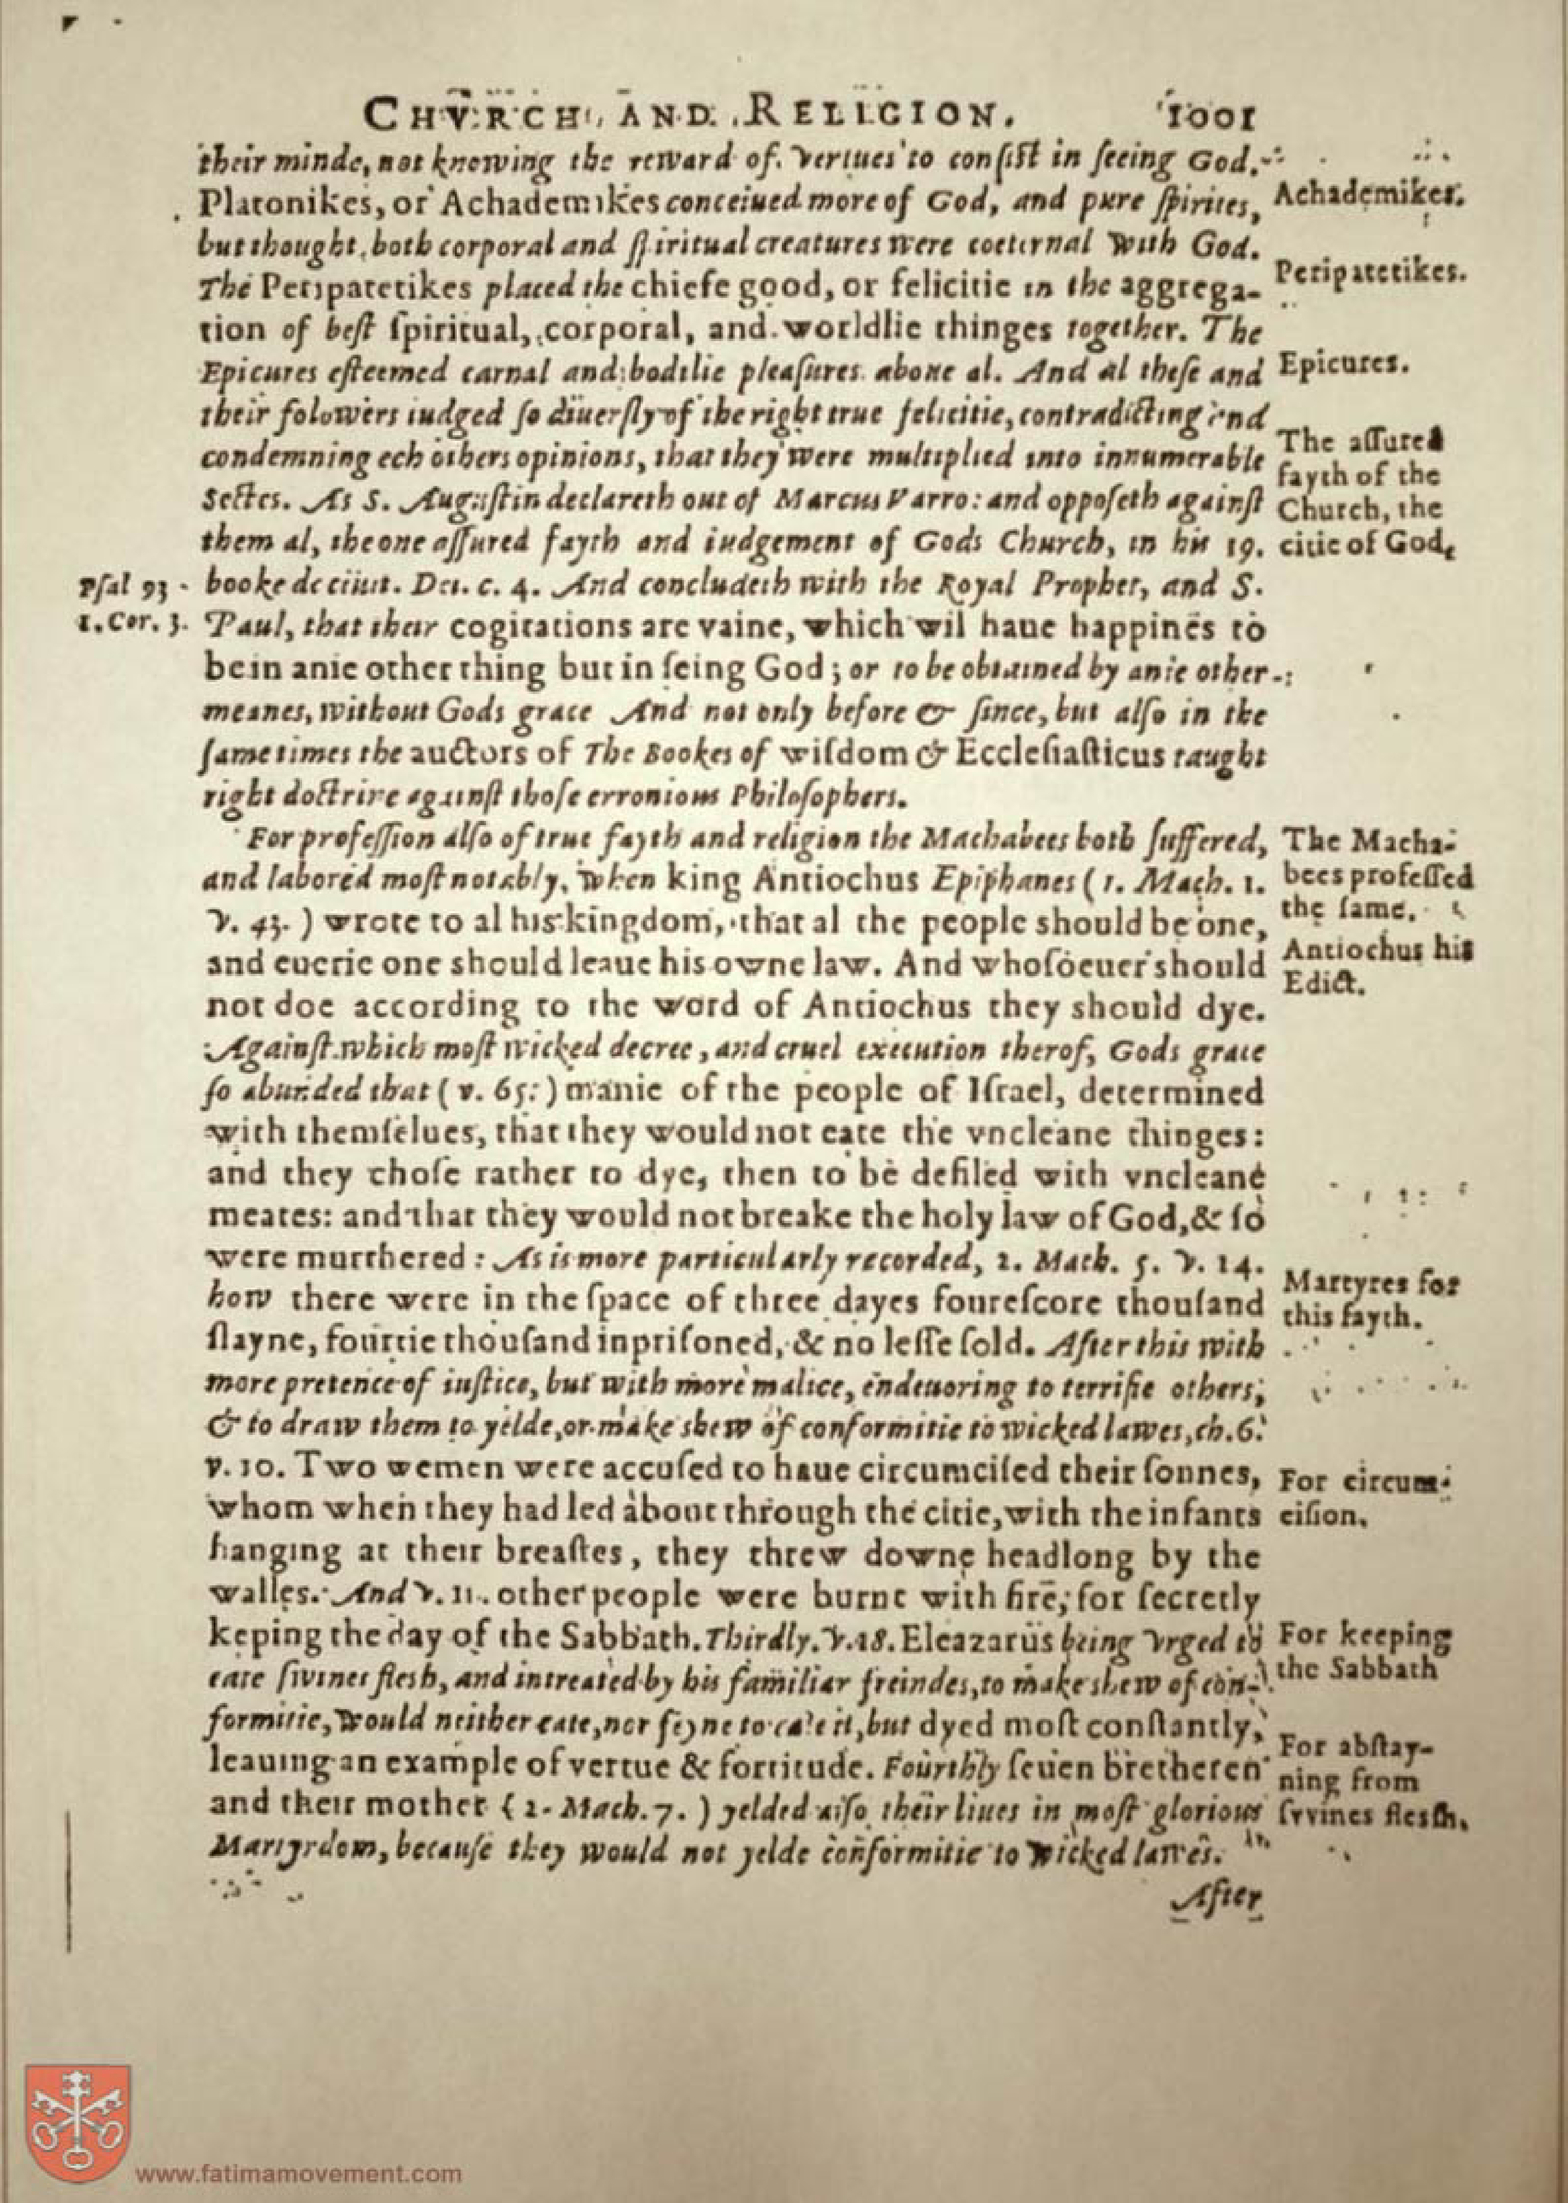 CHVRCH AND RELIGION. 1001
their minde, not knowing the reward of vertues to consist in seeing God.
Platonikes, or Achademikes conceiued more of God, and pure spirites,
Achademikes.
but thought, both corporal and spiritual creatures were coeternal with God.
The Peripatetikes placed the chiefe good, or felicitie in the aggrega-
Peripatetikes.
tion of best spiritual, corporal, and worldlie thinges together. The
Epicures esteemed carnal and bodilie pleasures aboue al. And al these and
Epicures.
their folowers iudged so diuersly of the right true felicitie, contradicting and
condemning ech others opinions, that they were multiplied into innumerable
Sectes. As S. Augustin declareth out of Marcus Varro: and opposeth against
them al, the one assured fayth and iudgement of Gods Church, in his 19.
The assured
fayth of the
Church, the
citie of God,
booke de ciuit. Dei. c. 4. And concludeth with the Royal Prophet, and S.
Psal 93
1. Cor. 3.
Paul, that their cogitations are vaine, which wil haue happines to
be in anie other thing but in seing God; or to be obtained by anie other
meanes, without Gods grace And not only before & since, but also in the
same times the auctors of The Bookes of wisdom & Ecclesiasticus taught
right doctrine against those erronious Philosophers.
For profession also of true fayth and religion the Machabees both suffered,
and labored most notably, when king Antiochus Epiphanes (1. Mach. 1.
The Macha-
bees professed
the same.
v. 43.) wrote to al his kingdom, that al the people should be one,
and euerie one should leaue his owne law. And whosoeuer should
Antiochus his
Edict.
not doe according to the word of Antiochus they should dye.
Against which most wicked decree, and cruel execution therof, Gods grace
so abunded that (v. 65.) manie of the people of Israel, determined
with themselues, that they would not eate the vncleane thinges:
and they chose rather to dye, then to be defiled with vncleane
meates: and that they would not breake the holy law of God, & so
were murthered: As is more particularly recorded, 2. Mach. 5. v. 14.
how there were in the space of three dayes fourescore thousand
Martyres for
this fayth.
slayne, fourtie thousand inprisoned, & no lesse sold. After this with
more pretence of iustice, but with more malice, endeuoring to terrifie others,
& to draw them to yelde, or make shew of conformitie to wicked lawes, ch. 6.
v. 10. Two wemen were accused to haue circumcised their sonnes,
For circum-
cision.
whom when they had led about through the citie, with the infants
hanging at their breastes, they threw downe headlong by the
walles. And v. 11. other people were burnt with fire, for secretly
keping the day of the Sabbath. Thirdly. v. 18. Eleazarus being vrged to
For keeping
the Sabbath
eate swines flesh, and intreated by his familiar freindes, to make shew of con-
formitie, would neither eate, nor feyne to eate it, but dyed most constantly,
For abstay-
ning from
svvines flesh.
leauing an example of vertue & fortitude. Fourthly seuen bretheren
and their mother (2. Mach. 7.) yelded also their liues in most glorious
Martyrdom, because they would not yelde conformitie to wicked lawes.
After
www.fatimamovement.com